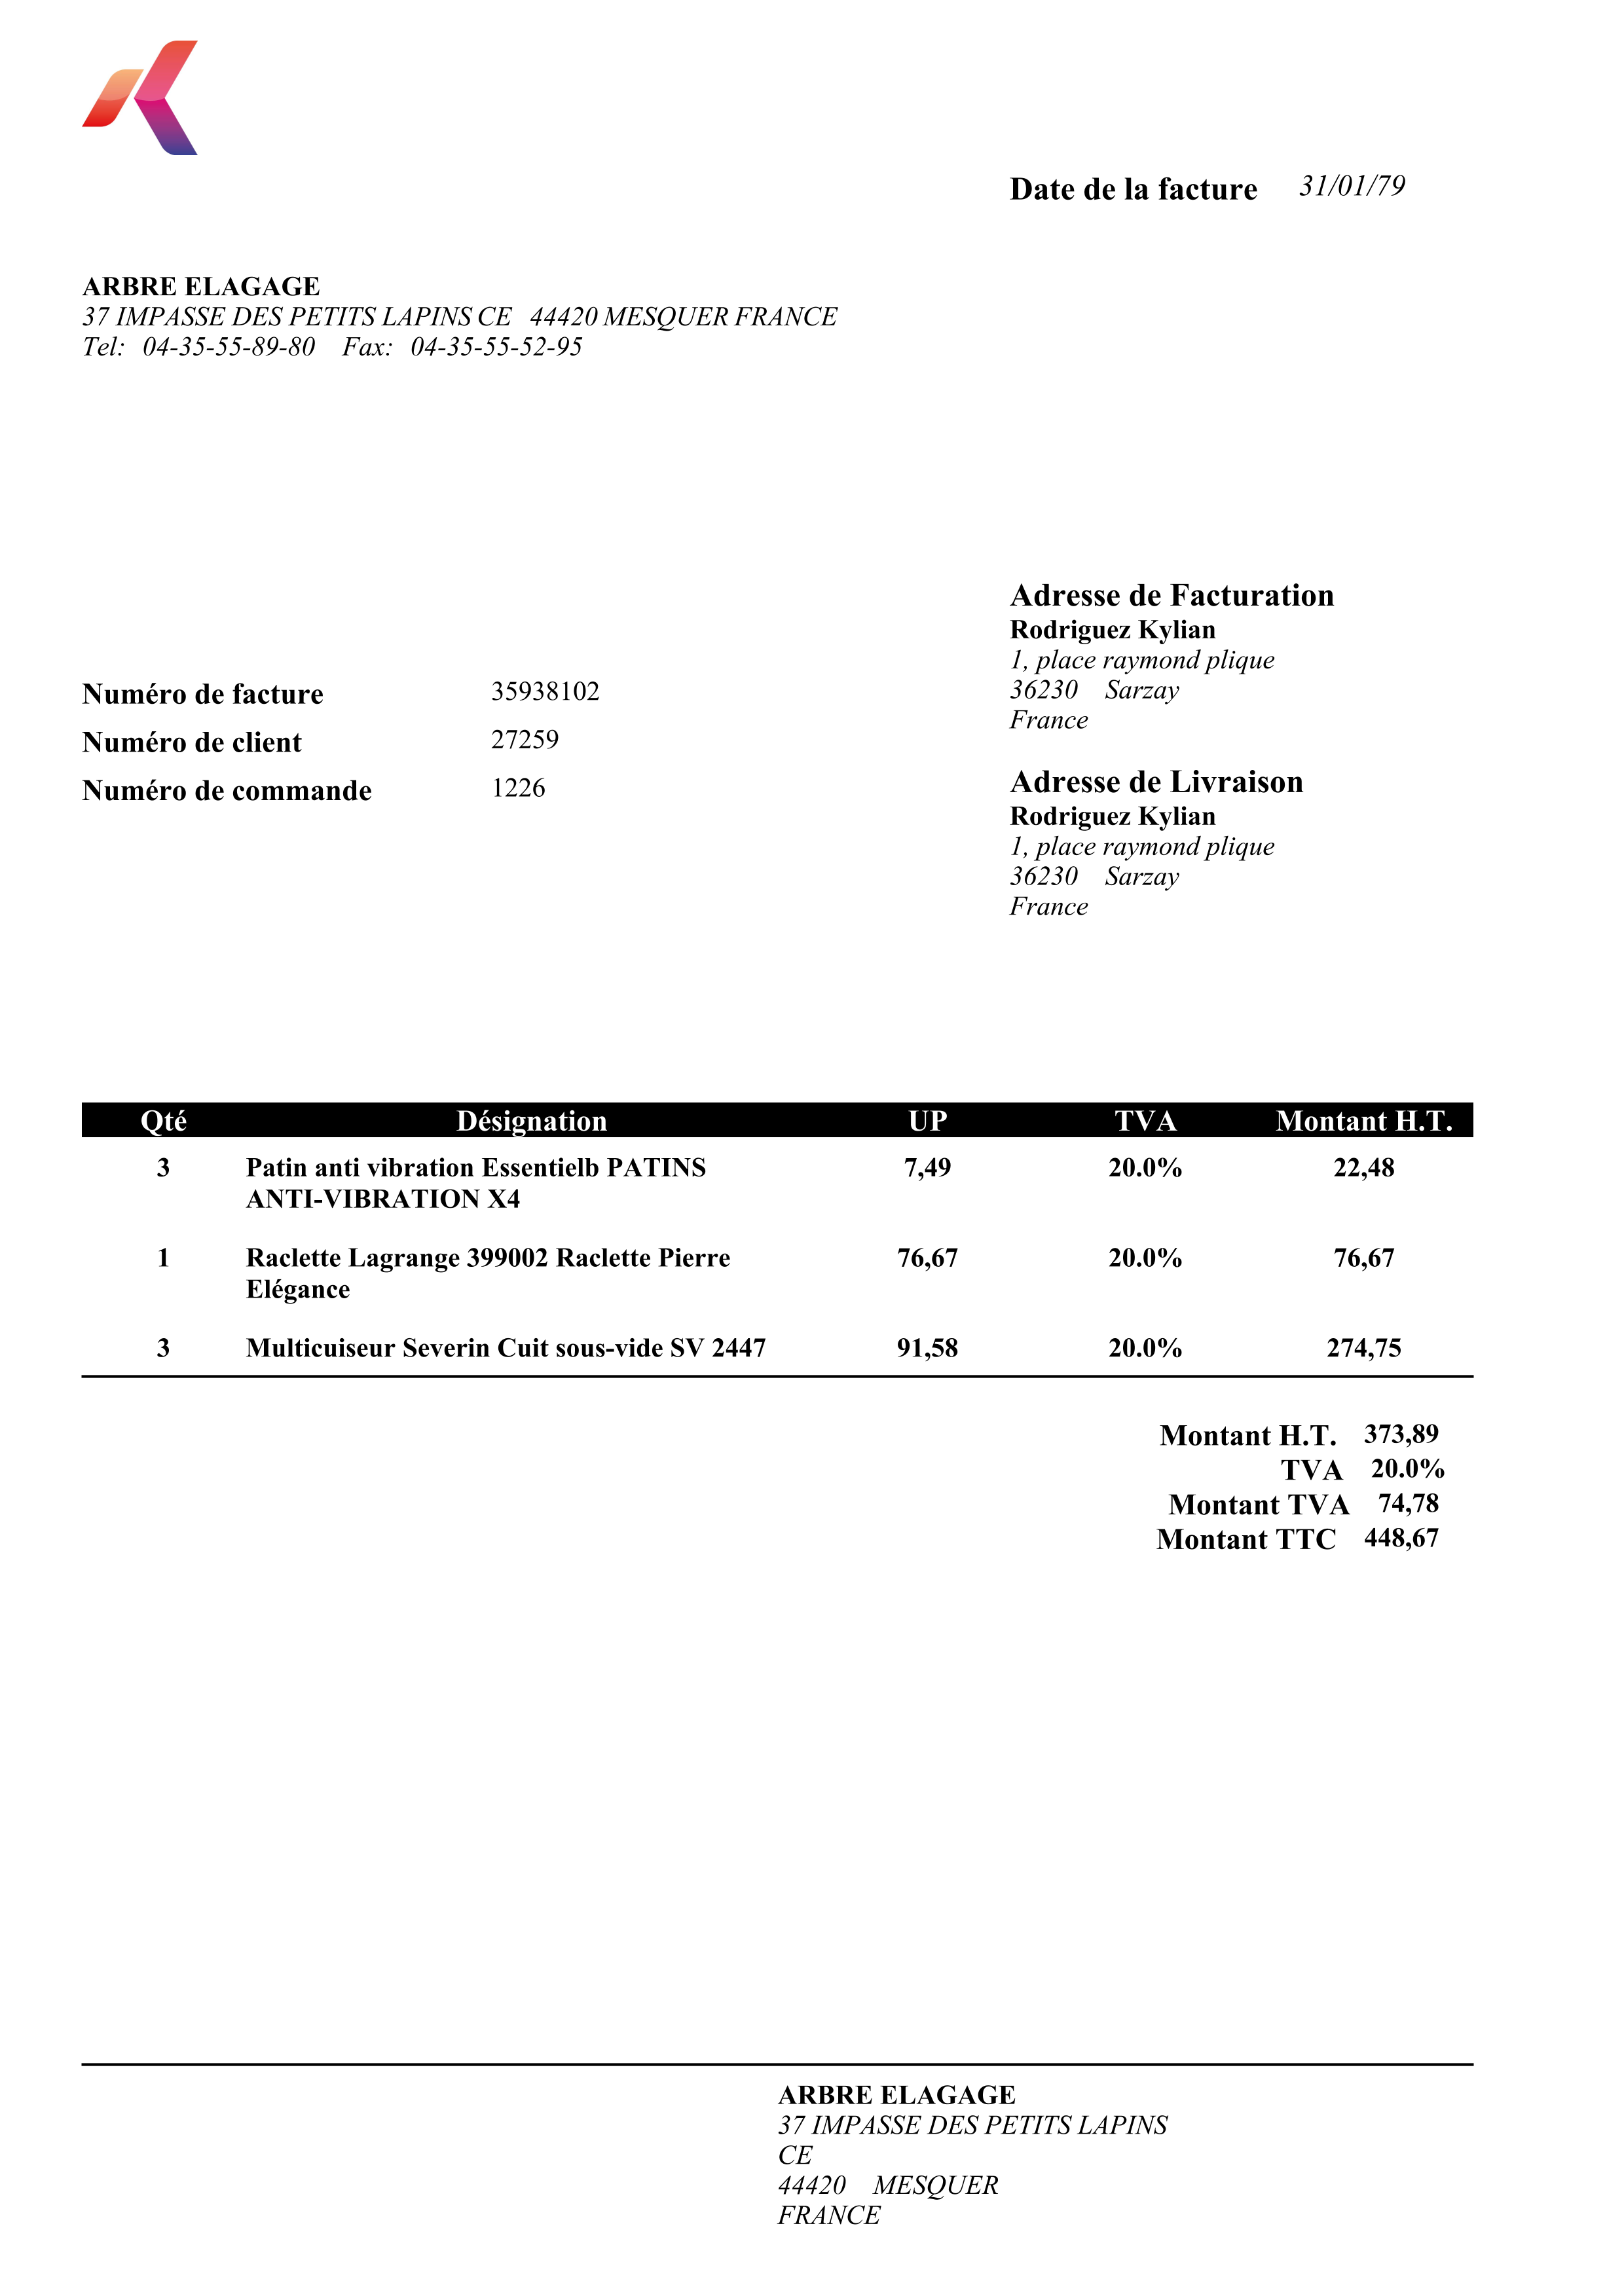 Date de la facture 31/01/79
ARBRE ELAGAGE
37 IMPASSE DES PETITS LAPINS CE 44420 MESQUER FRANCE
Tel: 04-35-55-89-80 Fax: 04-35-55-52-95
Adresse de Facturation
Rodriguez Kylian
1, place raymond plique
36230 Sarzay
France
Numéro de facture 35938102
Numéro de client 27259
Numéro de commande 1226
Adresse de Livraison
Rodriguez Kylian
1, place raymond plique
36230 Sarzay
France
Qté Désignation UP TVA Montant H.T.
3 Patin anti vibration Essentielb PATINS 7,49 20.0% 22,48
ANTI-VIBRATION X4
1 Raclette Lagrange 399002 Raclette Pierre 76,67 20.0% 76,67
Elégance
3 Multicuiseur Severin Cuit sous-vide SV 2447 91,58 20.0% 274,75
Montant H.T. 373,89
TVA 20.0%
Montant TVA 74,78
Montant TTC 448,67
ARBRE ELAGAGE
37 IMPASSE DES PETITS LAPINS
CE
44420 MESQUER
FRANCE